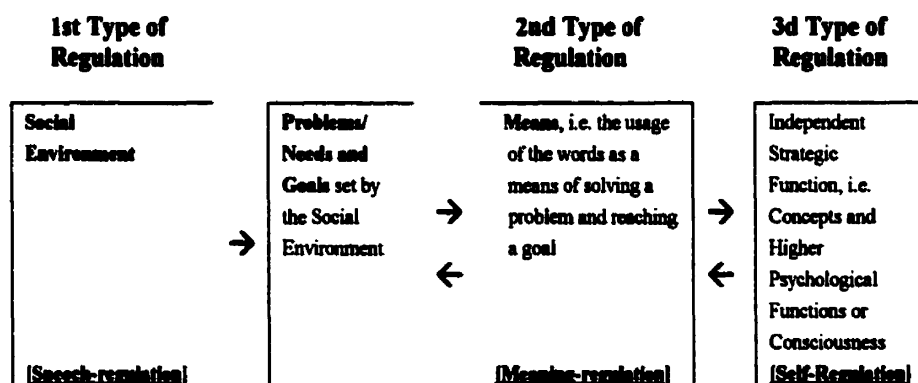 1st Type of
Regulation
2nd Type of
Regulation
3d Type of
Regulation
Social
Environment
[Speech-regulation]
Problems/
Needs and
Goals set by
the Social
Environment
Means, i.e. the usage
of the words as a
means of solving a
problem and reaching
a goal
[Meaning-regulation]
Independent
Strategic
Function, i.e.
Concepts and
Higher
Psychological
Functions or
Consciousness
[Self-Regulation]